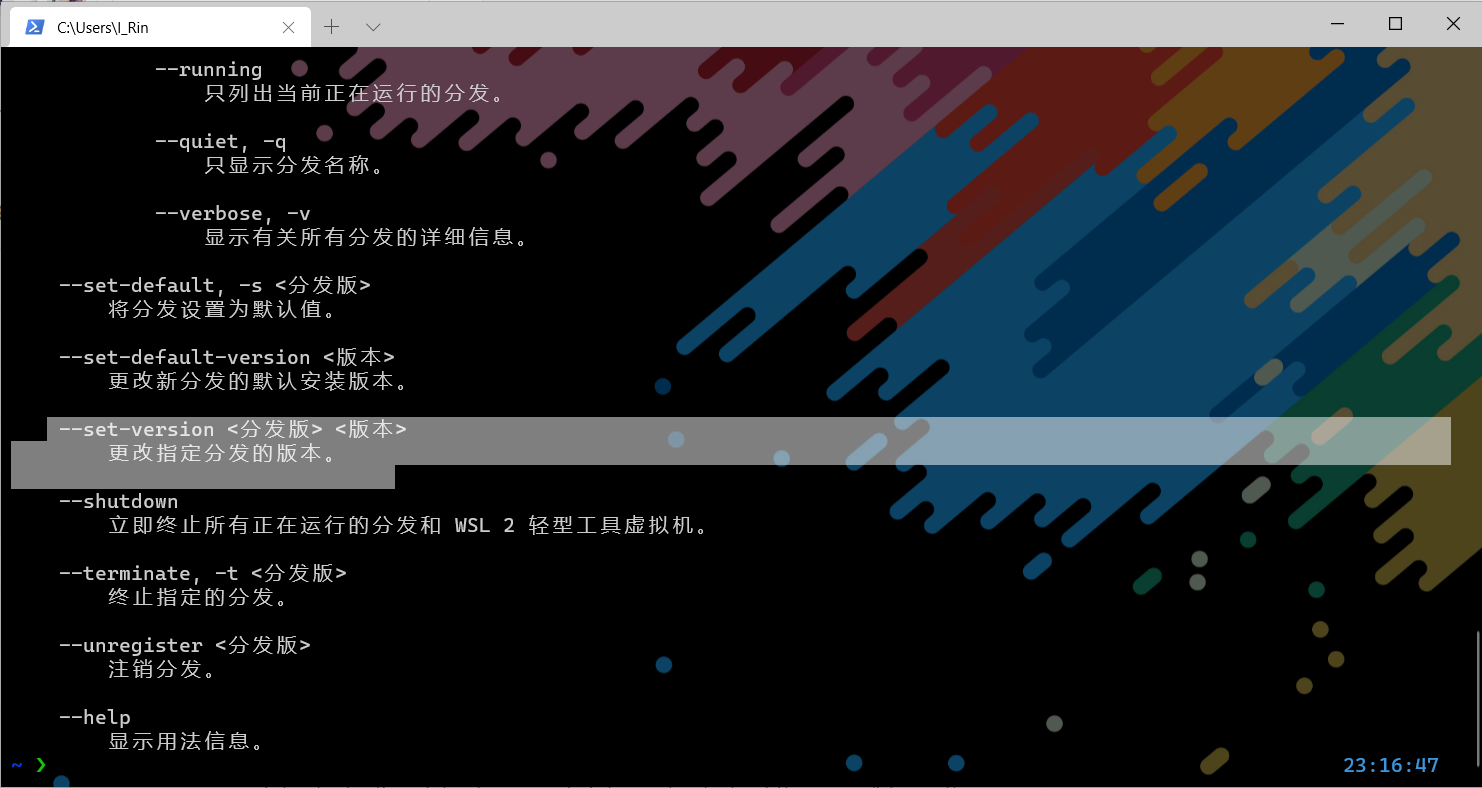 C:\Users\I_Rin
--running
只列出当前正在运行的分发。
--quiet, -q
只显示分发名称。
--verbose, -v
显示有关所有分发的详细信息。
--set-default, -s <分发版>
将分发设置为默认值。
--set-default-version <版本>
更改新分发的默认安装版本。
--set-version <分发版> <版本>
更改指定分发的版本。
--shutdown
立即终止所有正在运行的分发和 WSL 2 轻型工具虚拟机。
--terminate, -t <分发版>
终止指定的分发。
--unregister <分发版>
注销分发。
--help
显示用法信息。
~ ❯ 23:16:47